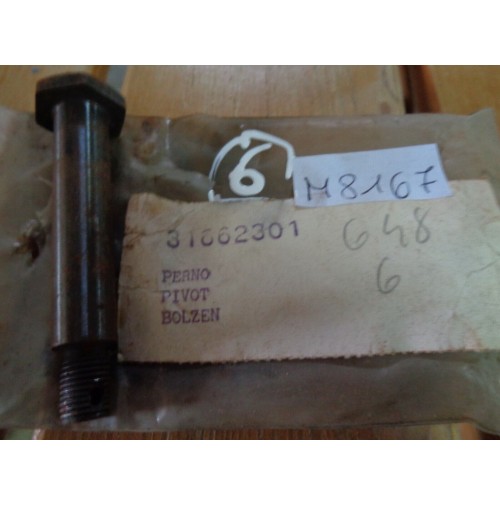 6
M8167
31662301
648
6
PERNO
PIVOT
BOLZEN